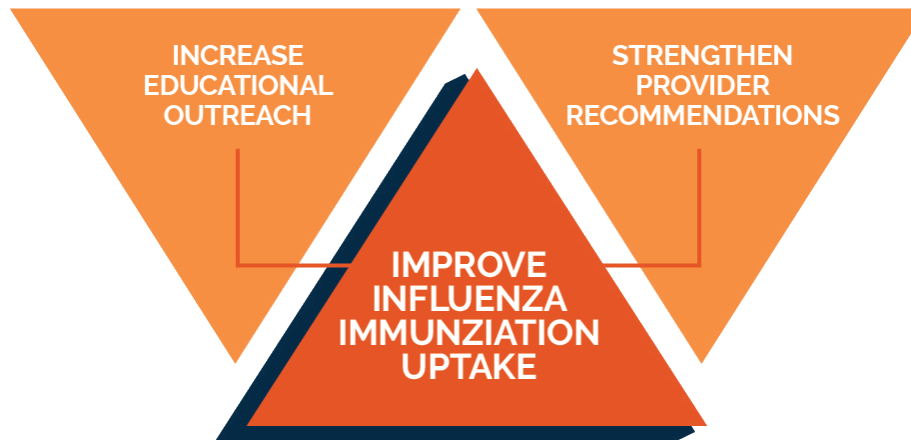 INCREASE
EDUCATIONAL
OUTREACH
STRENGTHEN
PROVIDER
RECOMMENDATIONS
IMPROVE
INFLUENZA
IMMUNZIATION
UPTAKE